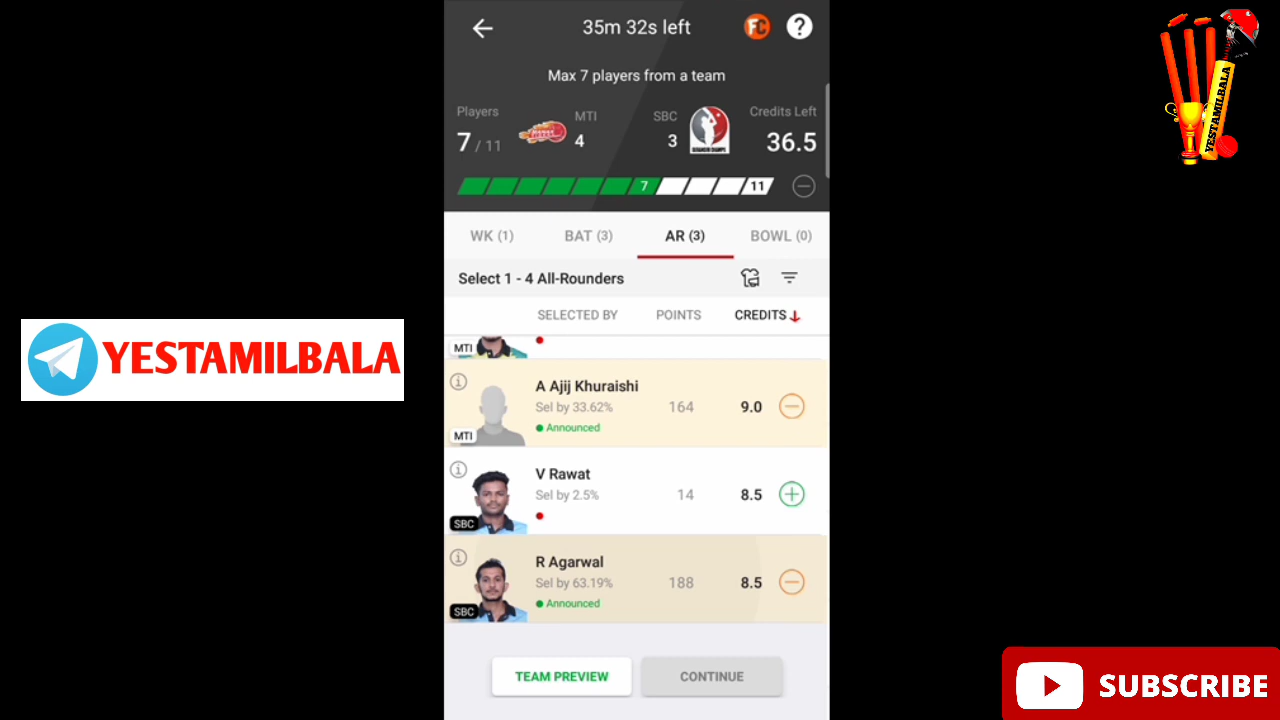 35m 32s left
FC
?
Max 7 players from a team
Players
7 / 11
MTI
4
SBC
3
Credits Left
36.5
7
11
WK (1)
BAT (3)
AR (3)
BOWL (0)
Select 1 - 4 All-Rounders
SELECTED BY
POINTS
CREDITS
MTI
A Ajij Khuraishi
Sel by 33.62%
Announced
164
9.0
MTI
V Rawat
Sel by 2.5%
14
8.5
SBC
R Agarwal
Sel by 63.19%
Announced
188
8.5
SBC
TEAM PREVIEW
CONTINUE
YESTAMILBALA
YESTAMILBALA
SUBSCRIBE